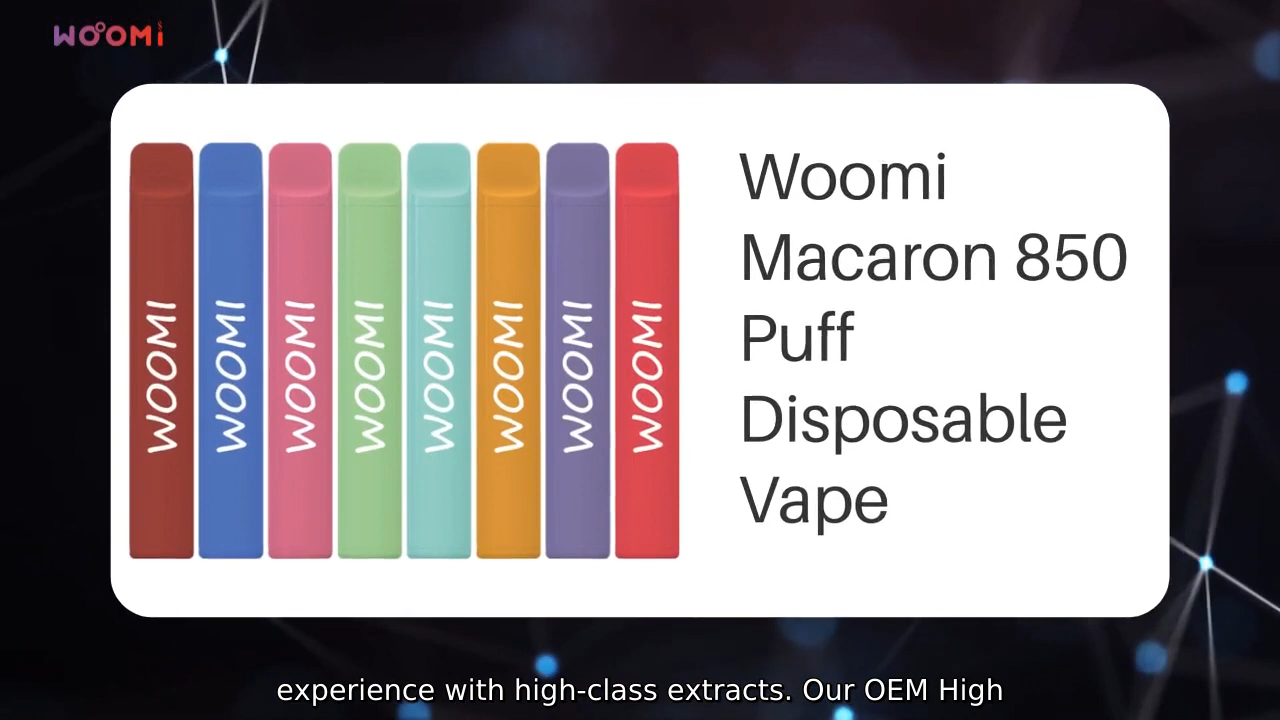 WOOMi
WOOMI
WOOMI
WOOMI
WOOMI
WOOMI
WOOMI
WOOMI
WOOMI
Woomi
Macaron 850
Puff
Disposable
Vape
experience with high-class extracts. Our OEM High